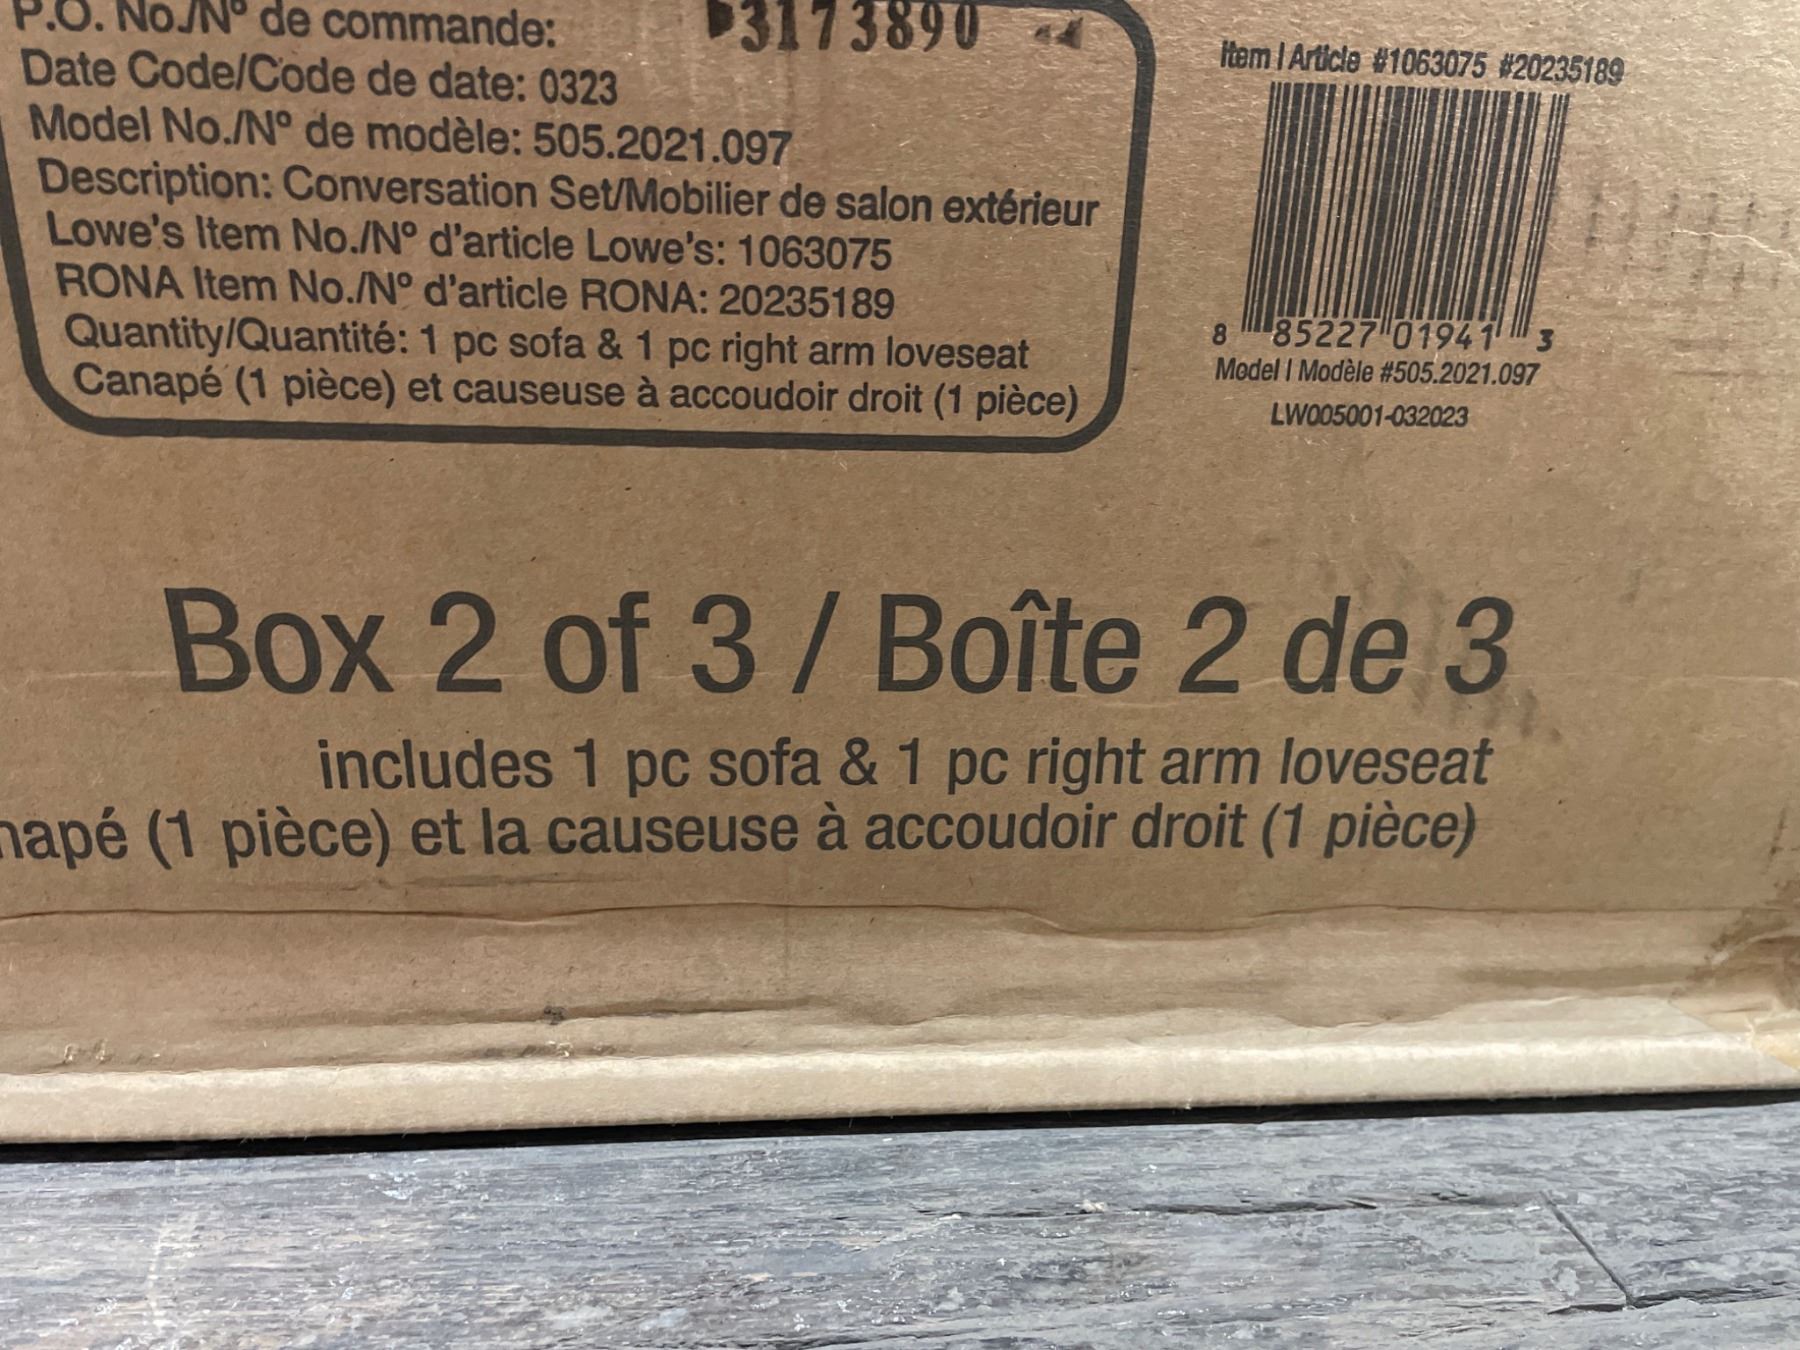 P.O. No./Nº de commande: 3173890
Date Code/Code de date: 0323
Model No./Nº de modèle: 505.2021.097
Description: Conversation Set/Mobilier de salon extérieur
Lowe's Item No./Nº d'article Lowe's: 1063075
RONA Item No./Nº d'article RONA: 20235189
Quantity/Quantité: 1 pc sofa & 1 pc right arm loveseat
Canapé (1 pièce) et causeuse à accoudoir droit (1 pièce)
Item | Article #1063075 #20235189
8 85227 01941 3
Model | Modèle #505.2021.097
LW005001-032023
Box 2 of 3 / Boîte 2 de 3
includes 1 pc sofa & 1 pc right arm loveseat
napé (1 pièce) et la causeuse à accoudoir droit (1 pièce)